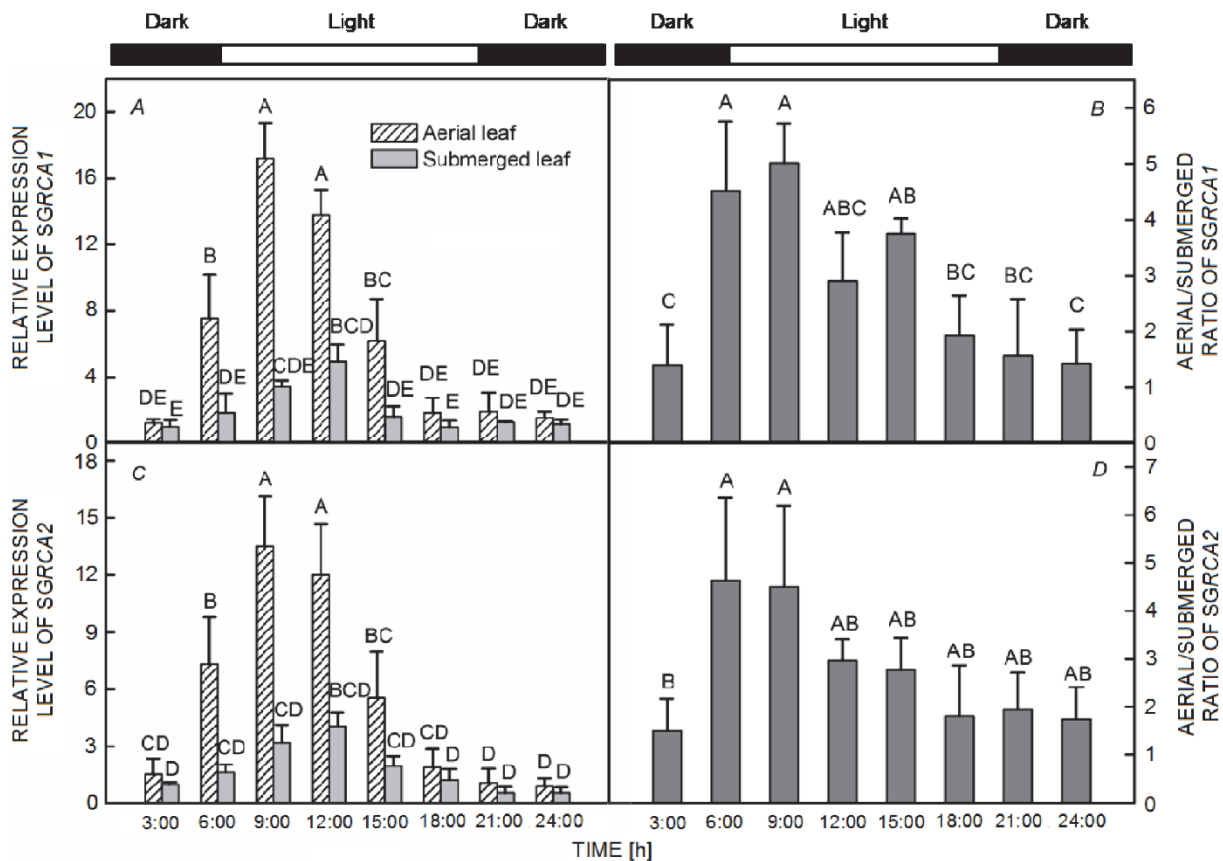 Dark Light Dark Dark Light Dark
A
20
16
12
8
4
0
RELATIVE EXPRESSION
LEVEL OF SGRCA1
Aerial leaf
Submerged leaf
DE E B DE A CDE A BCD BC DE DE E DE DE DE DE
B
6
5
4
3
2
1
0
AERIAL/SUBMERGED
RATIO OF SGRCA1
C A A ABC AB BC BC C
C
18
15
12
9
6
3
0
RELATIVE EXPRESSION
LEVEL OF SGRCA2
CD D B CD A CD A BCD BC CD CD D D D D D
D
7
6
5
4
3
2
1
0
AERIAL/SUBMERGED
RATIO OF SGRCA2
B A A AB AB AB AB AB
3:00 6:00 9:00 12:00 15:00 18:00 21:00 24:00 3:00 6:00 9:00 12:00 15:00 18:00 21:00 24:00
TIME [h]